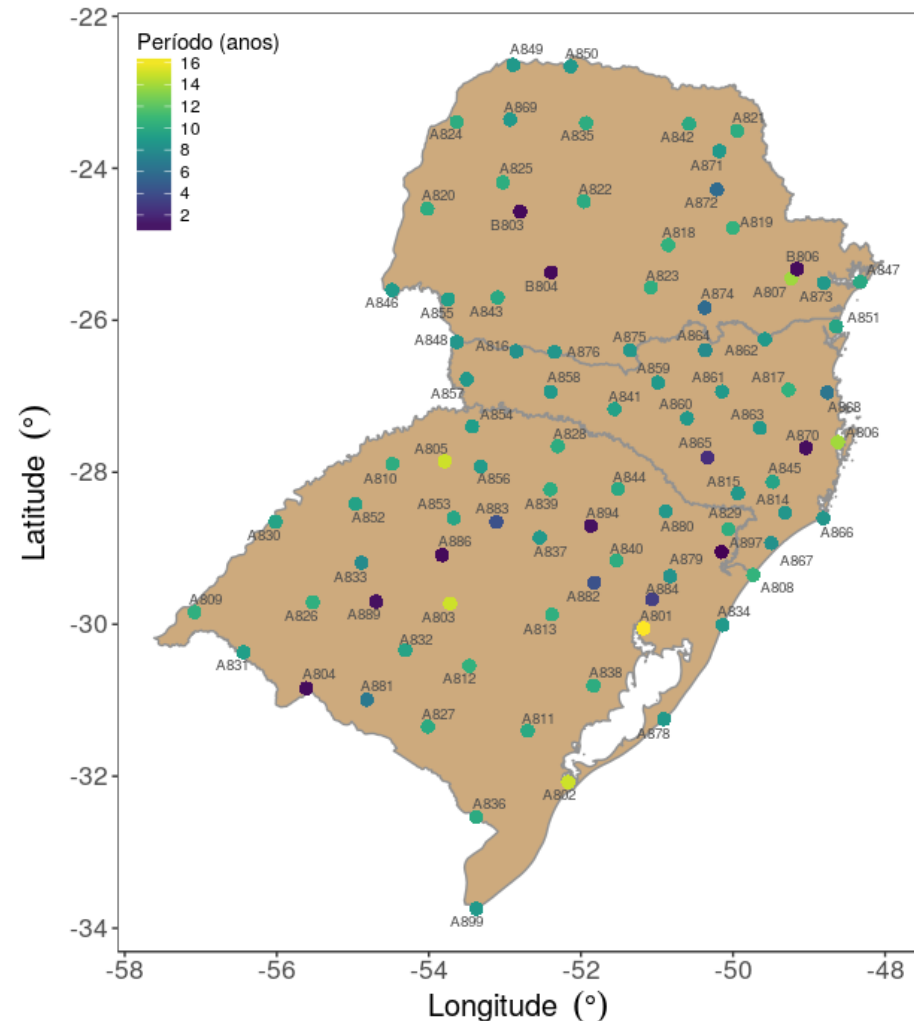 -22
Período (anos)
16
14
12
10
8
6
4
2
A849
A850
A869
A824
A835
A842
A821
-24
A871
A825
A872
A820
A822
B803
A819
A818
B806
A847
B804
A823
A807
A873
A846
A874
A855
A843
A851
-26
A848
A816
A876
A875
A864
A862
A859
A858
A861
A817
A857
A841
A868
A854
A860
A863
A828
A865
A870
A806
A805
-28
A810
A856
A844
A845
A839
A815
A852
A853
A883
A814
A830
A894
A880
A829
A866
A886
A837
A840
A897
A867
A833
A879
A808
A882
A884
A809
A889
A803
A801
A834
-30
A826
A813
A832
A831
A804
A812
A838
A881
A827
A811
A878
-32
A802
A836
A899
-34
-58
-56
-54
-52
-50
-48
Latitude (°)
Longitude (°)